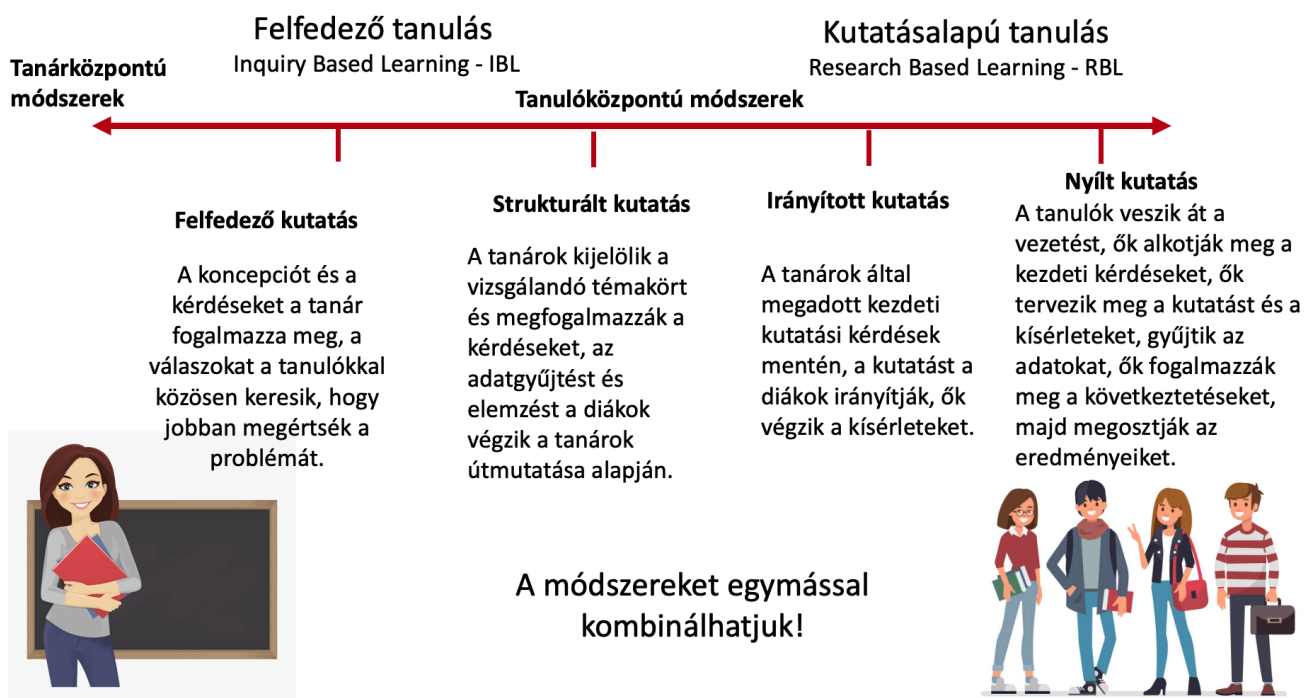 Felfedező tanulás
Inquiry Based Learning - IBL
Kutatásalapú tanulás
Research Based Learning - RBL
Tanárközpontú
módszerek
Tanulóközpontú módszerek
Felfedező kutatás
A koncepciót és a
kérdéseket a tanár
fogalmazza meg, a
válaszokat a tanulókkal
közösen keresik, hogy
jobban megértsék a
problémát.
Strukturált kutatás
A tanárok kijelölik a
vizsgálandó témakört
és megfogalmazzák a
kérdéseket, az
adatgyűjtést és
elemzést a diákok
végzik a tanárok
útmutatása alapján.
Irányított kutatás
A tanárok által
megadott kezdeti
kutatási kérdések
mentén, a kutatást a
diákok irányítják, ők
végzik a kísérleteket.
Nyílt kutatás
A tanulók veszik át a
vezetést, ők alkotják meg a
kezdeti kérdéseket, ők
tervezik meg a kutatást és a
kísérleteket, gyűjtik az
adatokat, ők fogalmazzák
meg a következtetéseket,
majd megosztják az
eredményeiket.
A módszereket egymással
kombinálhatjuk!